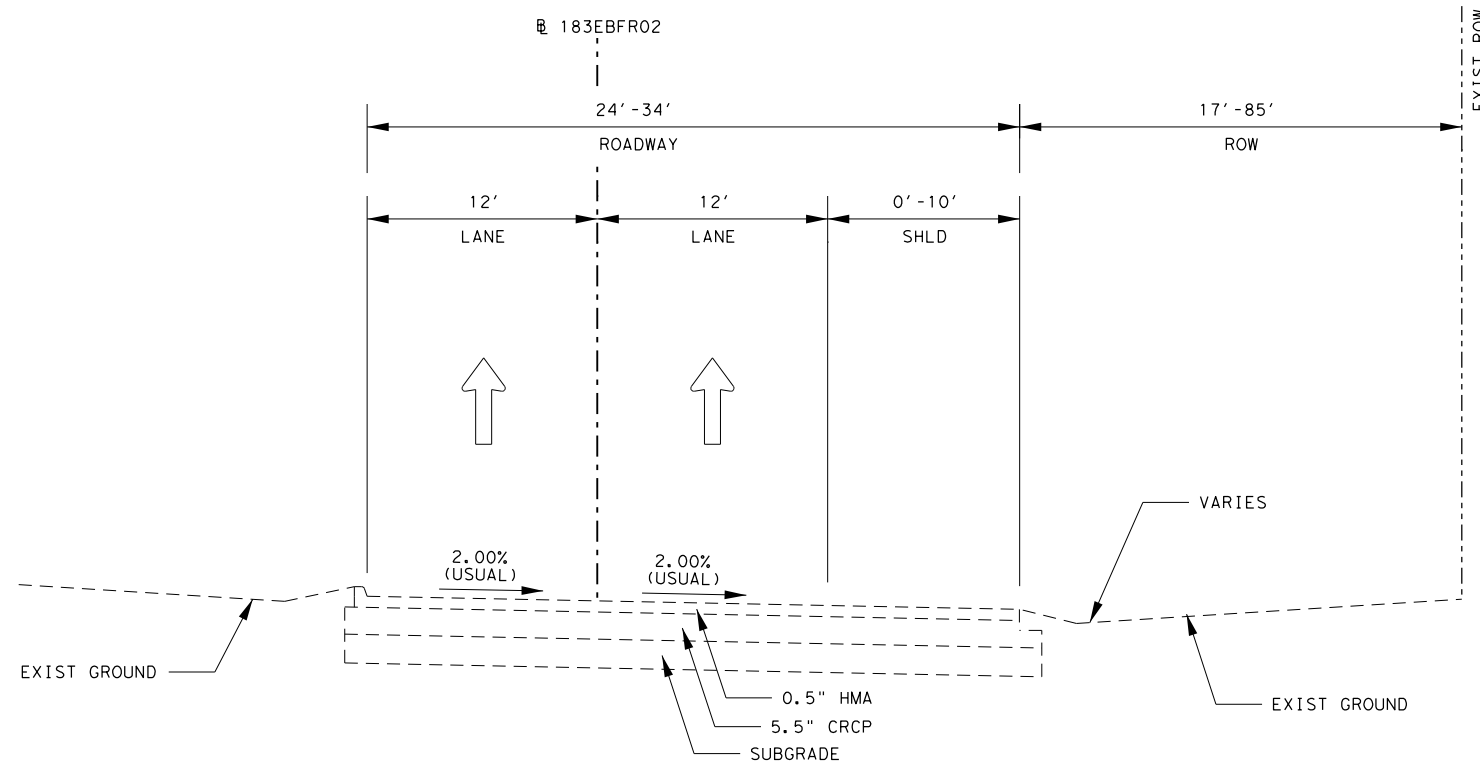 ℄ 183EBFR02
EXIST ROW
24'-34'
17'-85'
ROADWAY
ROW
12'
12'
0'-10'
LANE
LANE
SHLD
VARIES
2.00%
(USUAL)
2.00%
(USUAL)
EXIST GROUND
0.5" HMA
EXIST GROUND
5.5" CRCP
SUBGRADE